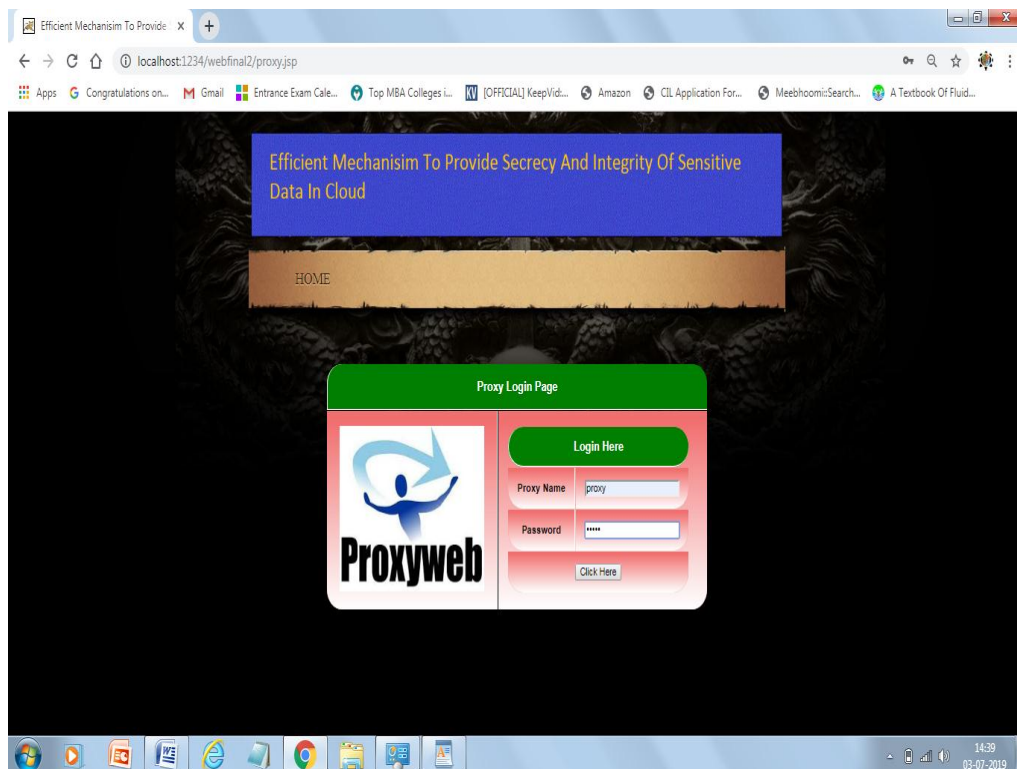 Efficient Mechanisim To Provide
localhost:1234/webfinal2/proxy.jsp
Apps Congratulations on... Gmail Entrance Exam Cale... Top MBA Colleges i... [OFFICIAL] KeepVid:... Amazon CIL Application For... Meebhoomi::Search... A Textbook Of Fluid...
Efficient Mechanisim To Provide Secrecy And Integrity Of Sensitive
Data In Cloud
HOME
Proxy Login Page
Proxyweb
Login Here
Proxy Name proxy
Password •••••
Click Here
14:39
03-07-2019